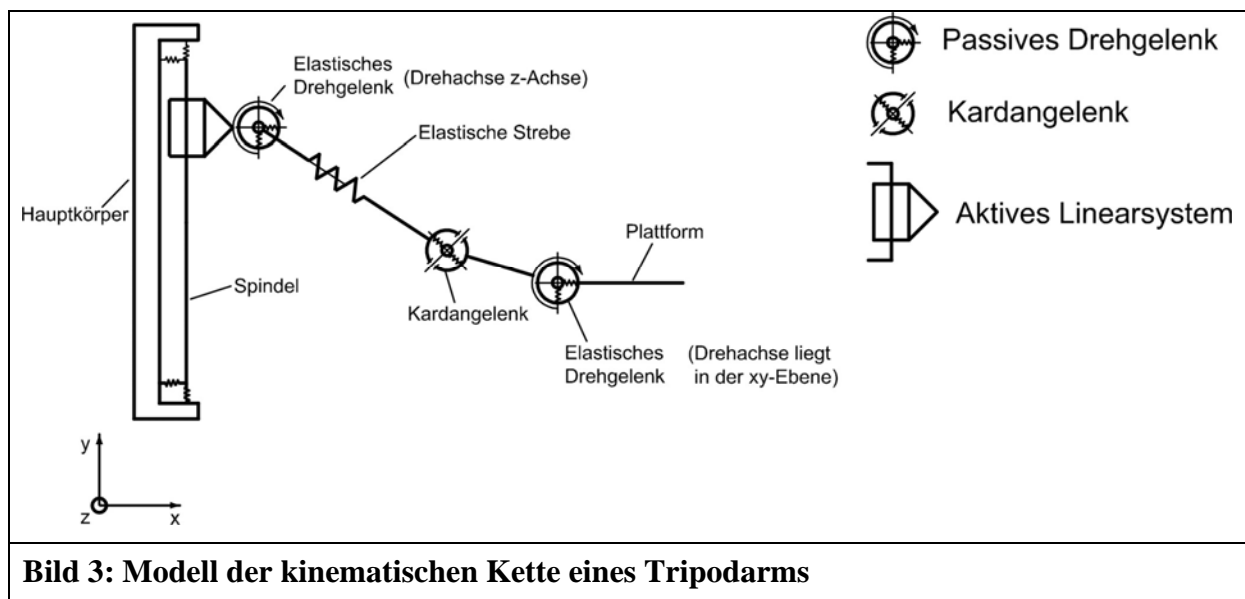 Elastisches
Drehgelenk (Drehachse z-Achse)
Elastische Strebe
Hauptkörper
Spindel
Kardangelenk
Plattform
Elastisches (Drehachse liegt
Drehgelenk in der xy-Ebene)
y
z
x
Passives Drehgelenk
Kardangelenk
Aktives Linearsystem
Bild 3: Modell der kinematischen Kette eines Tripodarms